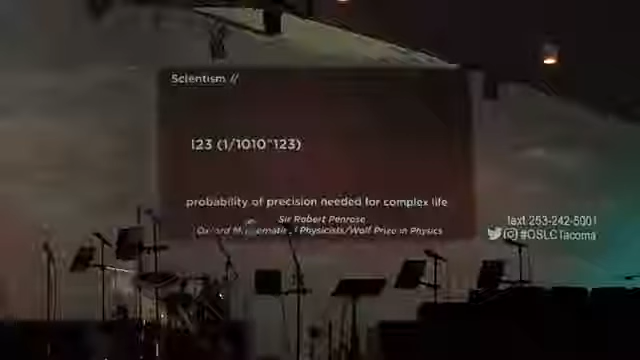 Scientism //
123 (1/1010^123)
probability of precision needed for complex life
Sir Robert Penrose
Oxford Physicists/Wolf Prize in Physics
text 253-242-5001
#OSLCTacoma